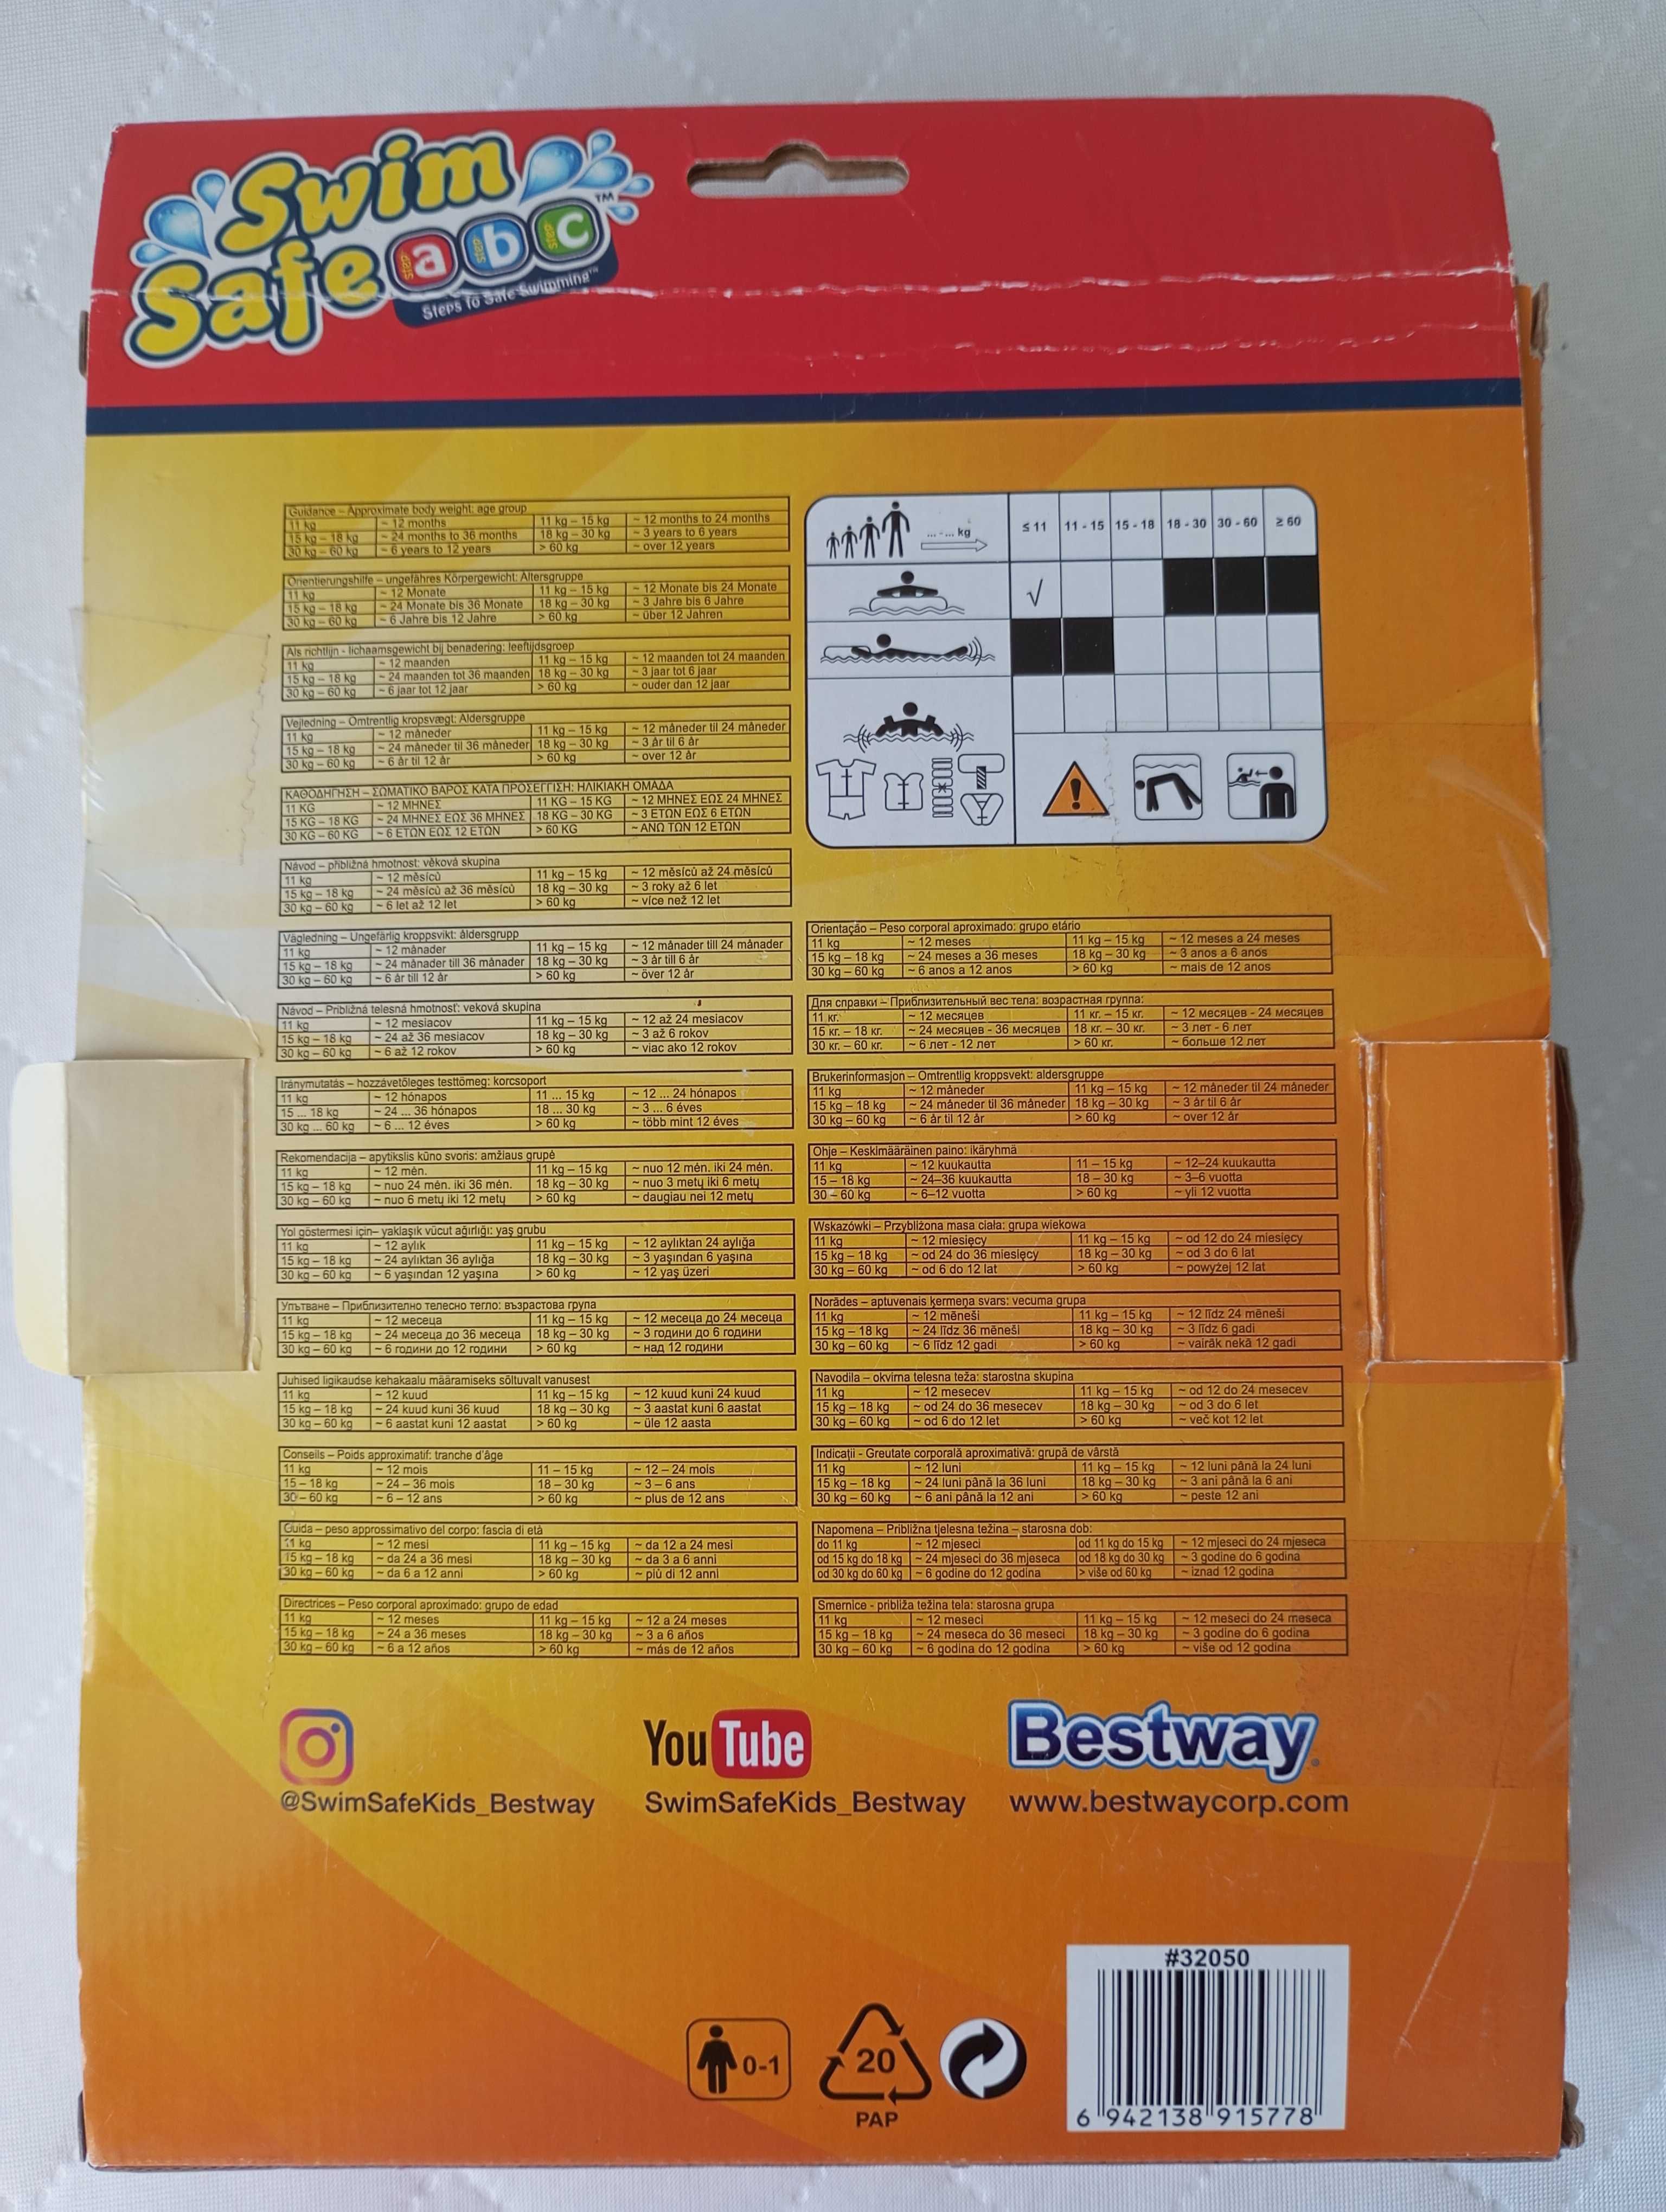 Swim
Safe abc™
step step step
Steps to Safe Swimming™
Guidance – Approximate body weight: age group
11 kg ~ 12 months 11 kg – 15 kg ~ 12 months to 24 months
15 kg – 18 kg ~ 24 months to 36 months 18 kg – 30 kg ~ 3 years to 6 years
30 kg – 60 kg ~ 6 years to 12 years > 60 kg ~ over 12 years
Orientierungshilfe – ungefähres Körpergewicht: Altersgruppe
11 kg ~ 12 Monate 11 kg – 15 kg ~ 12 Monate bis 24 Monate
15 kg – 18 kg ~ 24 Monate bis 36 Monate 18 kg – 30 kg ~ 3 Jahre bis 6 Jahre
30 kg – 60 kg ~ 6 Jahre bis 12 Jahre > 60 kg ~ über 12 Jahren
Als richtlijn - lichaamsgewicht bij benadering: leeftijdsgroep
11 kg ~ 12 maanden 11 kg – 15 kg ~ 12 maanden tot 24 maanden
15 kg – 18 kg ~ 24 maanden tot 36 maanden 18 kg – 30 kg ~ 3 jaar tot 6 jaar
30 kg – 60 kg ~ 6 jaar tot 12 jaar > 60 kg ~ ouder dan 12 jaar
Vejledning – Omtrentlig kropsvægt: Aldersgruppe
11 kg ~ 12 måneder 11 kg – 15 kg ~ 12 måneder til 24 måneder
15 kg – 18 kg ~ 24 måneder til 36 måneder 18 kg – 30 kg ~ 3 år til 6 år
30 kg – 60 kg ~ 6 år til 12 år > 60 kg ~ over 12 år
ΚΑΘΟΔΗΓΗΣΗ – ΣΩΜΑΤΙΚΟ ΒΑΡΟΣ ΚΑΤΑ ΠΡΟΣΕΓΓΙΣΗ: ΗΛΙΚΙΑΚΗ ΟΜΑΔΑ
11 KG ~ 12 ΜΗΝΕΣ 11 KG – 15 KG ~ 12 ΜΗΝΕΣ ΕΩΣ 24 ΜΗΝΕΣ
15 KG – 18 KG ~ 24 ΜΗΝΕΣ ΕΩΣ 36 ΜΗΝΕΣ 18 KG – 30 KG ~ 3 ΕΤΩΝ ΕΩΣ 6 ΕΤΩΝ
30 KG – 60 KG ~ 6 ΕΤΩΝ ΕΩΣ 12 ΕΤΩΝ > 60 KG ~ ΑΝΩ ΤΩΝ 12 ΕΤΩΝ
Návod – přibližná hmotnost: věková skupina
11 kg ~ 12 měsíců 11 kg – 15 kg ~ 12 měsíců až 24 měsíců
15 kg – 18 kg ~ 24 měsíců až 36 měsíců 18 kg – 30 kg ~ 3 roky až 6 let
30 kg – 60 kg ~ 6 let až 12 let > 60 kg ~ více než 12 let
Vägledning – Ungefärlig kroppsvikt: åldersgrupp
11 kg ~ 12 månader 11 kg – 15 kg ~ 12 månader till 24 månader
15 kg – 18 kg ~ 24 månader till 36 månader 18 kg – 30 kg ~ 3 år till 6 år
30 kg – 60 kg ~ 6 år till 12 år > 60 kg ~ över 12 år
Návod – Približná telesná hmotnosť: veková skupina
11 kg ~ 12 mesiacov 11 kg – 15 kg ~ 12 až 24 mesiacov
15 kg – 18 kg ~ 24 až 36 mesiacov 18 kg – 30 kg ~ 3 až 6 rokov
30 kg – 60 kg ~ 6 až 12 rokov > 60 kg ~ viac ako 12 rokov
Iránymutatás – hozzávetőleges testtömeg: korcsoport
11 kg ~ 12 hónapos 11 ... 15 kg ~ 12 ... 24 hónapos
15 ... 18 kg ~ 24 ... 36 hónapos 18 ... 30 kg ~ 3 ... 6 éves
30 kg ... 60 kg ~ 6 ... 12 éves > 60 kg ~ több mint 12 éves
Rekomendacija – apytikslis kūno svoris: amžiaus grupė
11 kg ~ 12 mėn. 11 kg – 15 kg ~ nuo 12 mėn. iki 24 mėn.
15 kg – 18 kg ~ nuo 24 mėn. iki 36 mėn. 18 kg – 30 kg ~ nuo 3 metų iki 6 metų
30 kg – 60 kg ~ nuo 6 metų iki 12 metų > 60 kg ~ daugiau nei 12 metų
Yol göstermesi için– yaklaşık vücut ağırlığı: yaş grubu
11 kg ~ 12 aylık 11 kg – 15 kg ~ 12 aylıktan 24 aylığa
15 kg – 18 kg ~ 24 aylıktan 36 aylığa 18 kg – 30 kg ~ 3 yaşından 6 yaşına
30 kg – 60 kg ~ 6 yaşından 12 yaşına > 60 kg ~ 12 yaş üzeri
Упътване – Приблизително телесно тегло: възрастова група
11 kg ~ 12 месеца 11 kg – 15 kg ~ 12 месеца до 24 месеца
15 kg – 18 kg ~ 24 месеца до 36 месеца 18 kg – 30 kg ~ 3 години до 6 години
30 kg – 60 kg ~ 6 години до 12 години > 60 kg ~ над 12 години
Juhised ligikaudse kehakaalu määramiseks sõltuvalt vanusest
11 kg ~ 12 kuud 11 kg – 15 kg ~ 12 kuud kuni 24 kuud
15 kg – 18 kg ~ 24 kuud kuni 36 kuud 18 kg – 30 kg ~ 3 aastat kuni 6 aastat
30 kg – 60 kg ~ 6 aastat kuni 12 aastat > 60 kg ~ üle 12 aasta
Conseils – Poids approximatif: tranche d'âge
11 kg ~ 12 mois 11 – 15 kg ~ 12 – 24 mois
15 – 18 kg ~ 24 – 36 mois 18 – 30 kg ~ 3 – 6 ans
30 – 60 kg ~ 6 – 12 ans > 60 kg ~ plus de 12 ans
Guida – peso approssimativo del corpo: fascia di età
11 kg ~ 12 mesi 11 kg – 15 kg ~ da 12 a 24 mesi
15 kg – 18 kg ~ da 24 a 36 mesi 18 kg – 30 kg ~ da 3 a 6 anni
30 kg – 60 kg ~ da 6 a 12 anni > 60 kg ~ più di 12 anni
Directrices – Peso corporal aproximado: grupo de edad
11 kg ~ 12 meses 11 kg – 15 kg ~ 12 a 24 meses
15 kg – 18 kg ~ 24 a 36 meses 18 kg – 30 kg ~ 3 a 6 años
30 kg – 60 kg ~ 6 a 12 años > 60 kg ~ más de 12 años
... - ... kg ≤ 11 11 - 15 15 - 18 18 - 30 30 - 60 ≥ 60
√
!
Orientação – Peso corporal aproximado: grupo etário
11 kg ~ 12 meses 11 kg – 15 kg ~ 12 meses a 24 meses
15 kg – 18 kg ~ 24 meses a 36 meses 18 kg – 30 kg ~ 3 anos a 6 anos
30 kg – 60 kg ~ 6 anos a 12 anos > 60 kg ~ mais de 12 anos
Для справки – Приблизительный вес тела: возрастная группа:
11 кг. ~ 12 месяцев 11 кг. – 15 кг. ~ 12 месяцев - 24 месяцев
15 кг. – 18 кг. ~ 24 месяцев - 36 месяцев 18 кг. – 30 кг. ~ 3 лет - 6 лет
30 кг. – 60 кг. ~ 6 лет - 12 лет > 60 кг. ~ больше 12 лет
Brukerinformasjon – Omtrentlig kroppsvekt: aldersgruppe
11 kg ~ 12 måneder 11 kg – 15 kg ~ 12 måneder til 24 måneder
15 kg – 18 kg ~ 24 måneder til 36 måneder 18 kg – 30 kg ~ 3 år til 6 år
30 kg – 60 kg ~ 6 år til 12 år > 60 kg ~ over 12 år
Ohje – Keskimääräinen paino: ikäryhmä
11 kg ~ 12 kuukautta 11 – 15 kg ~ 12–24 kuukautta
15 – 18 kg ~ 24–36 kuukautta 18 – 30 kg ~ 3–6 vuotta
30 – 60 kg ~ 6–12 vuotta > 60 kg ~ yli 12 vuotta
Wskazówki – Przybliżona masa ciała: grupa wiekowa
11 kg ~ 12 miesięcy 11 kg – 15 kg ~ od 12 do 24 miesięcy
15 kg – 18 kg ~ od 24 do 36 miesięcy 18 kg – 30 kg ~ od 3 do 6 lat
30 kg – 60 kg ~ od 6 do 12 lat > 60 kg ~ powyżej 12 lat
Norādes – aptuvenais ķermeņa svars: vecuma grupa
11 kg ~ 12 mēneši 11 kg – 15 kg ~ 12 līdz 24 mēneši
15 kg – 18 kg ~ 24 līdz 36 mēneši 18 kg – 30 kg ~ 3 līdz 6 gadi
30 kg – 60 kg ~ 6 līdz 12 gadi > 60 kg ~ vairāk nekā 12 gadi
Navodila – okvirna telesna teža: starostna skupina
11 kg ~ 12 mesecev 11 kg – 15 kg ~ od 12 do 24 mesecev
15 kg – 18 kg ~ od 24 do 36 mesecev 18 kg – 30 kg ~ od 3 do 6 let
30 kg – 60 kg ~ od 6 do 12 let > 60 kg ~ več kot 12 let
Indicații - Greutate corporală aproximativă: grupă de vârstă
11 kg ~ 12 luni 11 kg – 15 kg ~ 12 luni până la 24 luni
15 kg – 18 kg ~ 24 luni până la 36 luni 18 kg – 30 kg ~ 3 ani până la 6 ani
30 kg – 60 kg ~ 6 ani până la 12 ani > 60 kg ~ peste 12 ani
Napomena – Približna tjelesna težina – starosna dob:
do 11 kg ~ 12 mjeseci od 11 kg do 15 kg ~ 12 mjeseci do 24 mjeseca
od 15 kg do 18 kg ~ 24 mjeseci do 36 mjeseca od 18 kg do 30 kg ~ 3 godine do 6 godina
od 30 kg do 60 kg ~ 6 godine do 12 godina > više od 60 kg ~ iznad 12 godina
Smernice - približa težina tela: starosna grupa
11 kg ~ 12 meseci 11 kg – 15 kg ~ 12 meseci do 24 meseca
15 kg – 18 kg ~ 24 meseca do 36 meseci 18 kg – 30 kg ~ 3 godine do 6 godina
30 kg – 60 kg ~ 6 godina do 12 godina > 60 kg ~ više od 12 godina
YouTube
Bestway®
@SwimSafeKids_Bestway
SwimSafeKids_Bestway
www.bestwaycorp.com
0-1
20
PAP
#32050
6 942138 915778